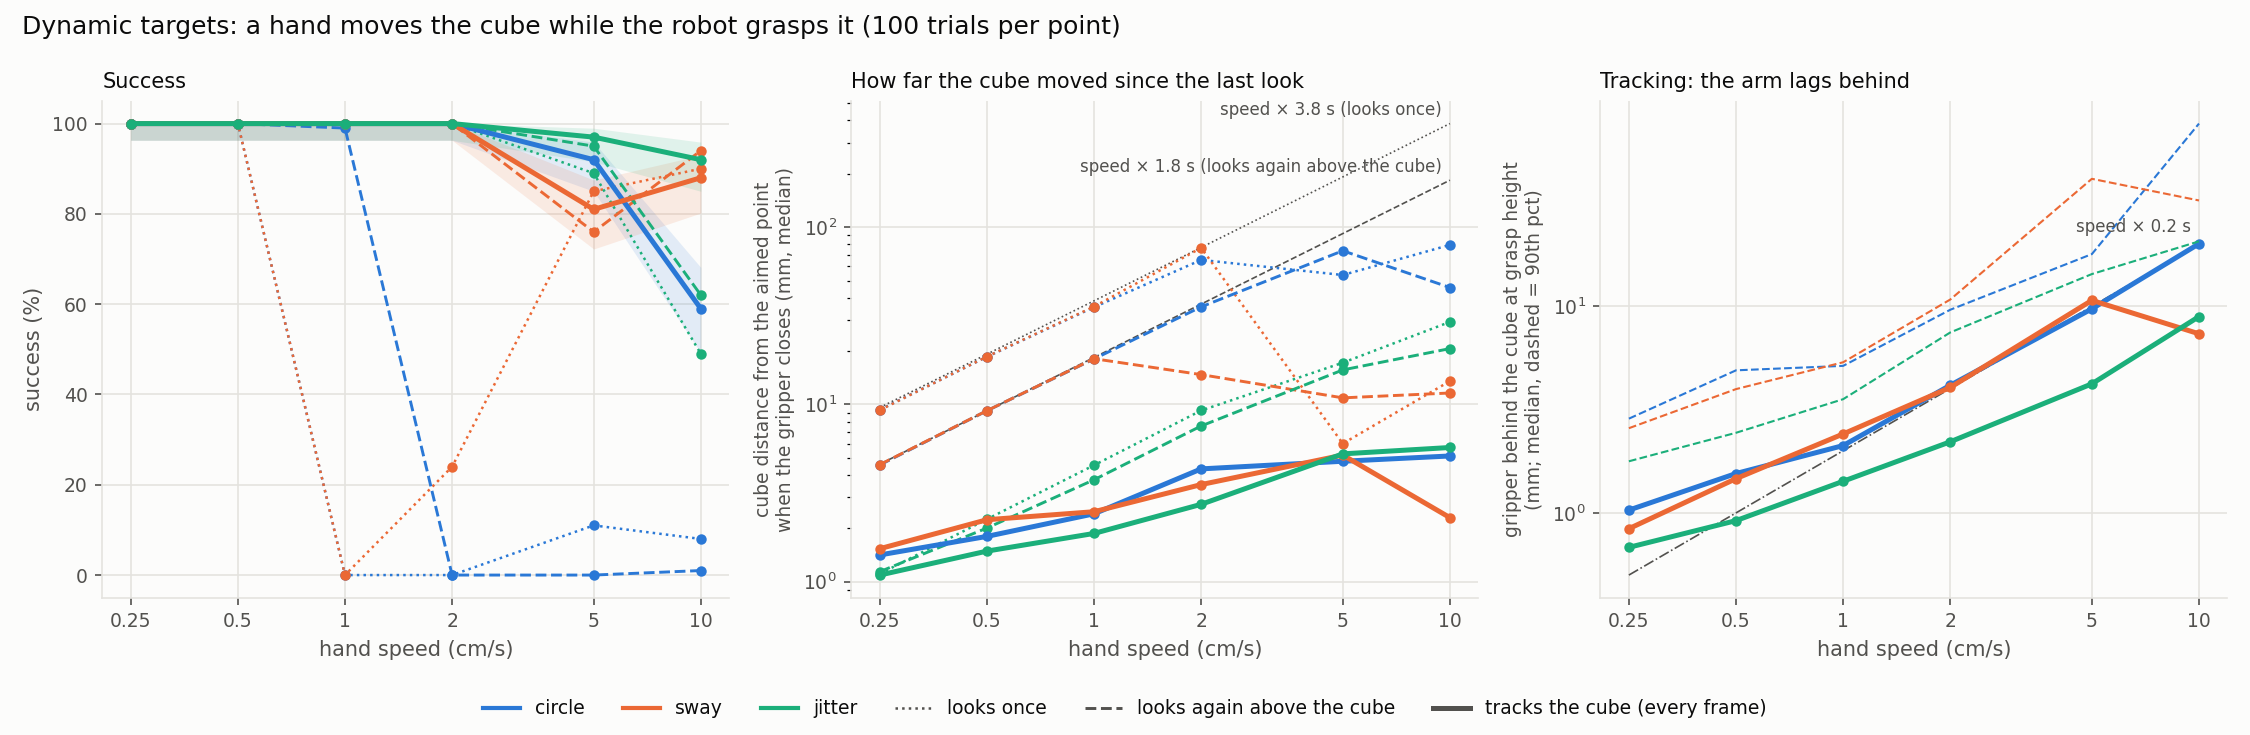 Dynamic targets: a hand moves the cube while the robot grasps it (100 trials per point)
Success
success (%)
100
80
60
40
20
0
0.25 0.5 1 2 5 10
hand speed (cm/s)
How far the cube moved since the last look
cube distance from the aimed point
when the gripper closes (mm, median)
speed × 3.8 s (looks once)
speed × 1.8 s (looks again above the cube)
10²
10¹
10⁰
0.25 0.5 1 2 5 10
hand speed (cm/s)
Tracking: the arm lags behind
gripper behind the cube at grasp height
(mm; median, dashed = 90th pct)
speed × 0.2 s
10¹
10⁰
0.25 0.5 1 2 5 10
hand speed (cm/s)
circle sway jitter looks once looks again above the cube tracks the cube (every frame)